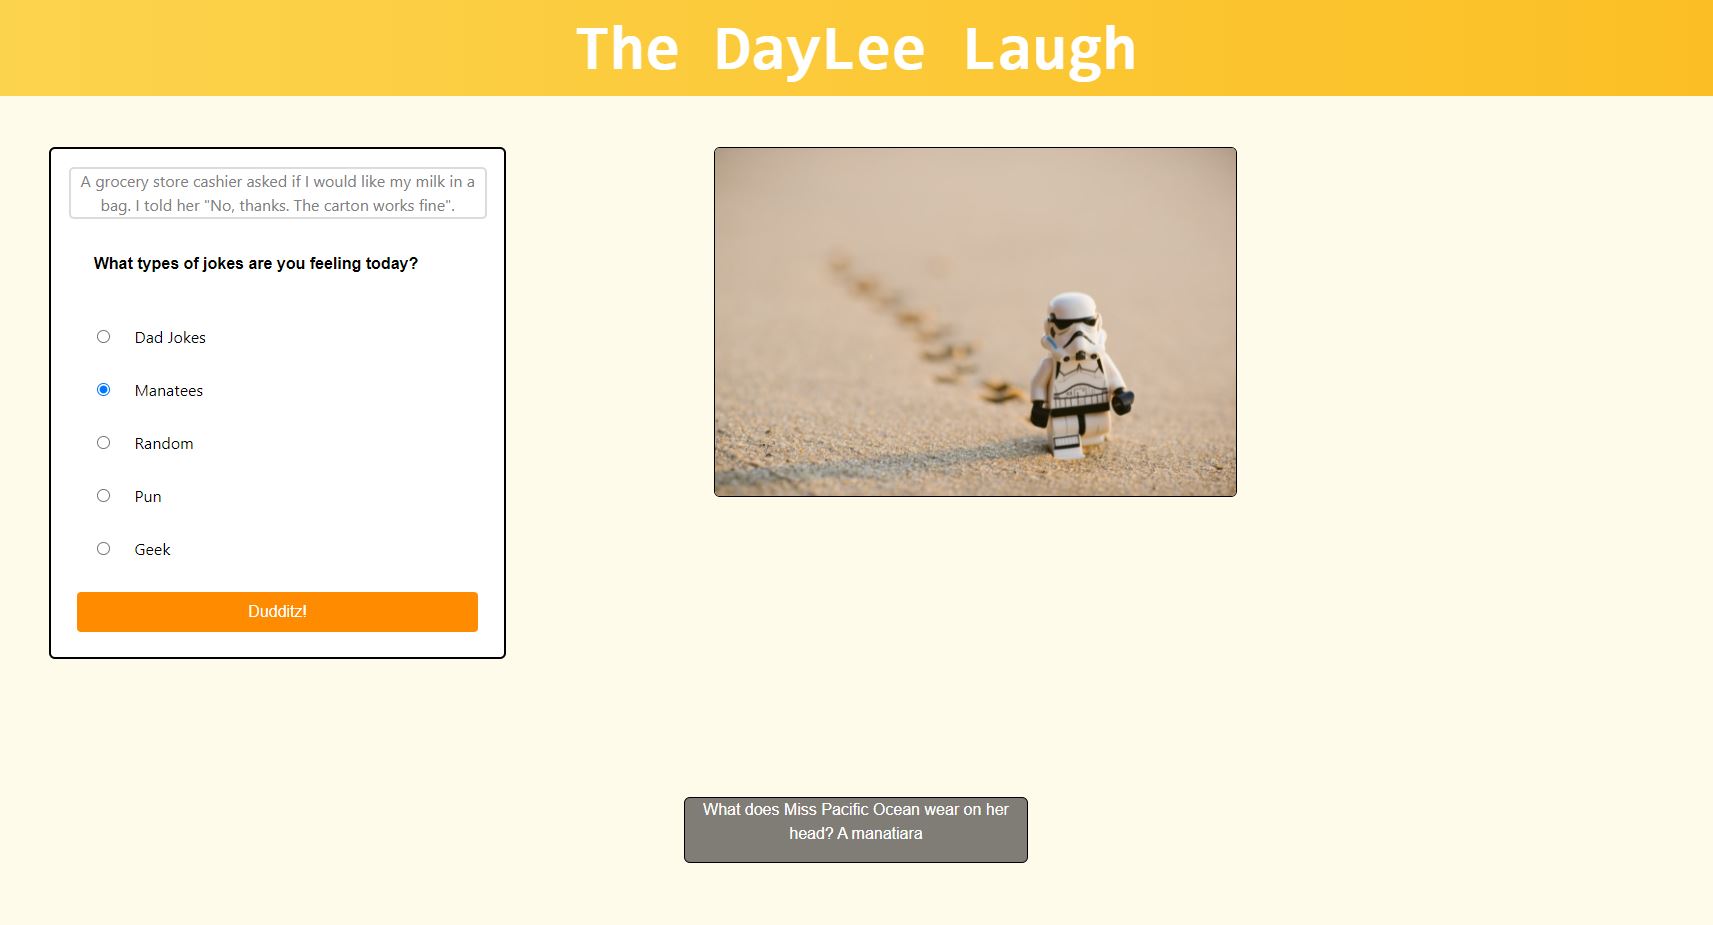 The DayLee Laugh
A grocery store cashier asked if I would like my milk in a
bag. I told her "No, thanks. The carton works fine".
What types of jokes are you feeling today?
Dad Jokes
Manatees
Random
Pun
Geek
Dudditz!
What does Miss Pacific Ocean wear on her
head? A manatiara